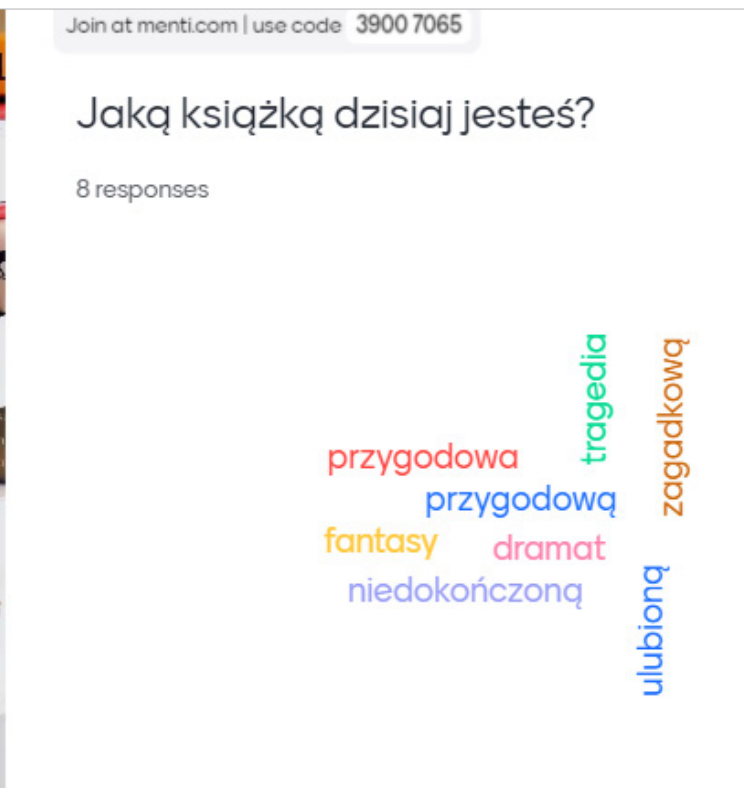 Join at menti.com | use code 3900 7065
Jaką książką dzisiaj jesteś?
8 responses
tragedia
zagadkową
przygodowa
przygodową
fantasy
dramat
niedokończoną
ulubioną